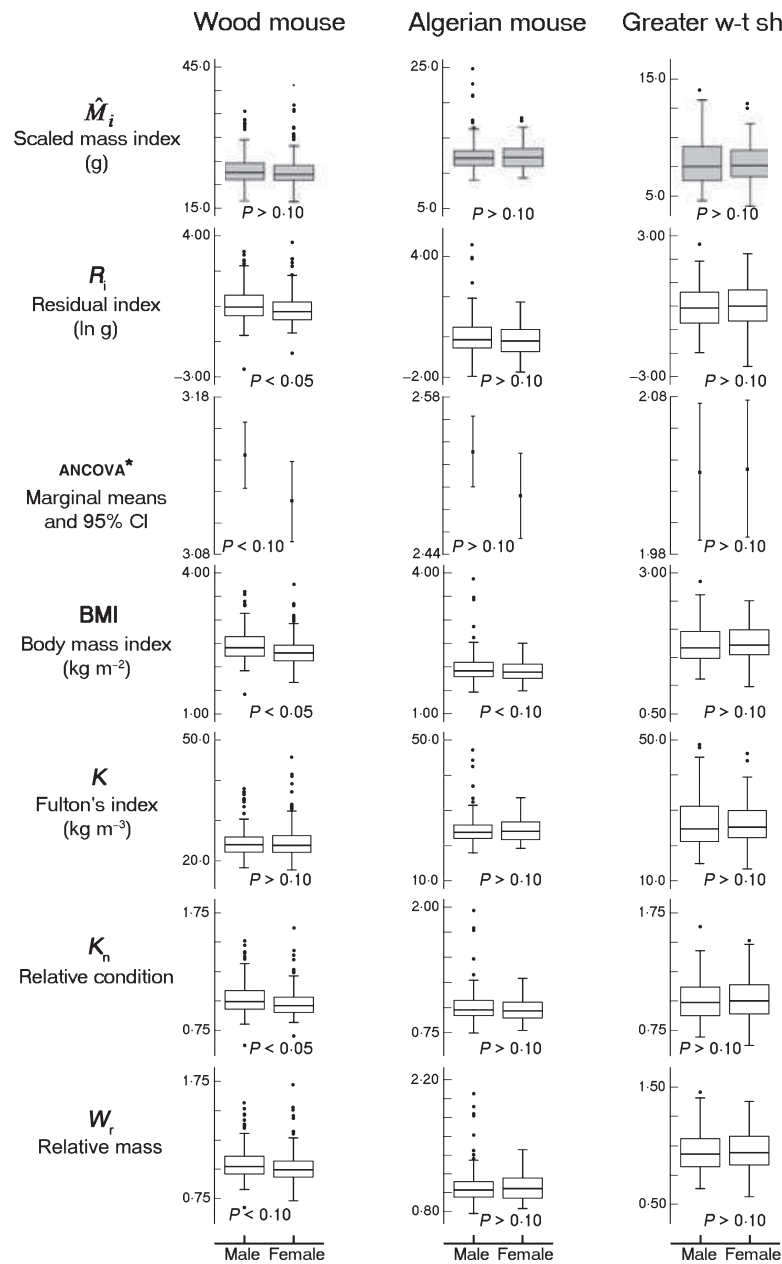 Wood mouse Algerian mouse Greater w-t sh
45·0 25·0 15·0
M̂i
Scaled mass index
(g)
15·0 5·0 5·0
P > 0·10 P > 0·10 P > 0·10
4·00 4·00 3·00
Ri
Residual index
(ln g)
−3·00 −2·00 −3·00
P < 0·05 P > 0·10 P > 0·10
3·18 2·58 2·08
ANCOVA*
Marginal means
and 95% CI
P < 0·10 P > 0·10 P > 0·10
3·08 2·44 1·98
4·00 4·00 3·00
BMI
Body mass index
(kg m−2)
1·00 1·00 0·50
P < 0·05 P < 0·10 P > 0·10
50·0 50·0 50·0
K
Fulton's index
(kg m−3)
20·0 10·0 10·0
P > 0·10 P > 0·10 P > 0·10
1·75 2·00 1·75
Kn
Relative condition
0·75 0·75 0·75
P < 0·05 P > 0·10 P > 0·10
1·75 2·20 1·50
Wr
Relative mass
0·75 0·80 0·50
P < 0·10 P > 0·10 P > 0·10
Male Female Male Female Male Female